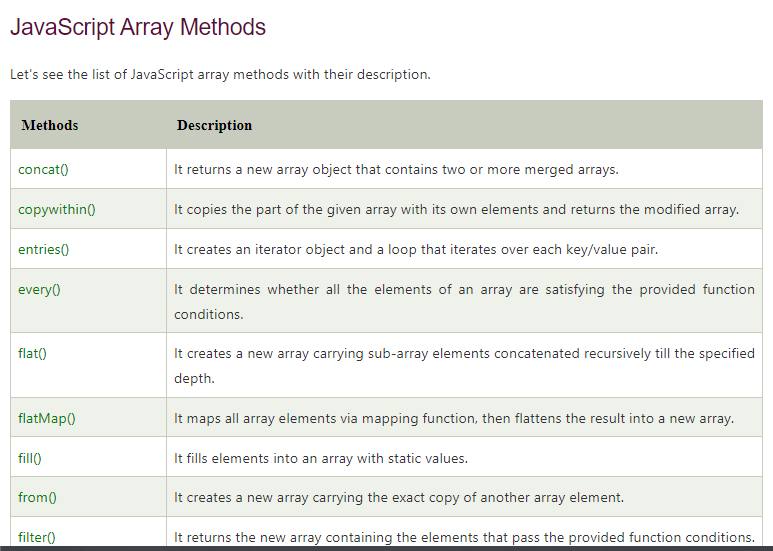 JavaScript Array Methods
Let's see the list of JavaScript array methods with their description.
Methods Description
concat() It returns a new array object that contains two or more merged arrays.
copywithin() It copies the part of the given array with its own elements and returns the modified array.
entries() It creates an iterator object and a loop that iterates over each key/value pair.
every() It determines whether all the elements of an array are satisfying the provided function
conditions.
flat() It creates a new array carrying sub-array elements concatenated recursively till the specified
depth.
flatMap() It maps all array elements via mapping function, then flattens the result into a new array.
fill() It fills elements into an array with static values.
from() It creates a new array carrying the exact copy of another array element.
filter() It returns the new array containing the elements that pass the provided function conditions.